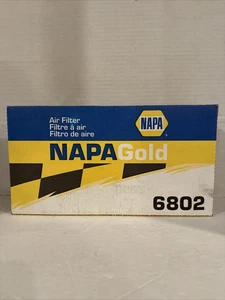 Air Filter
Filtre à air
Filtro de aire
NAPA
NAPAGold
6802